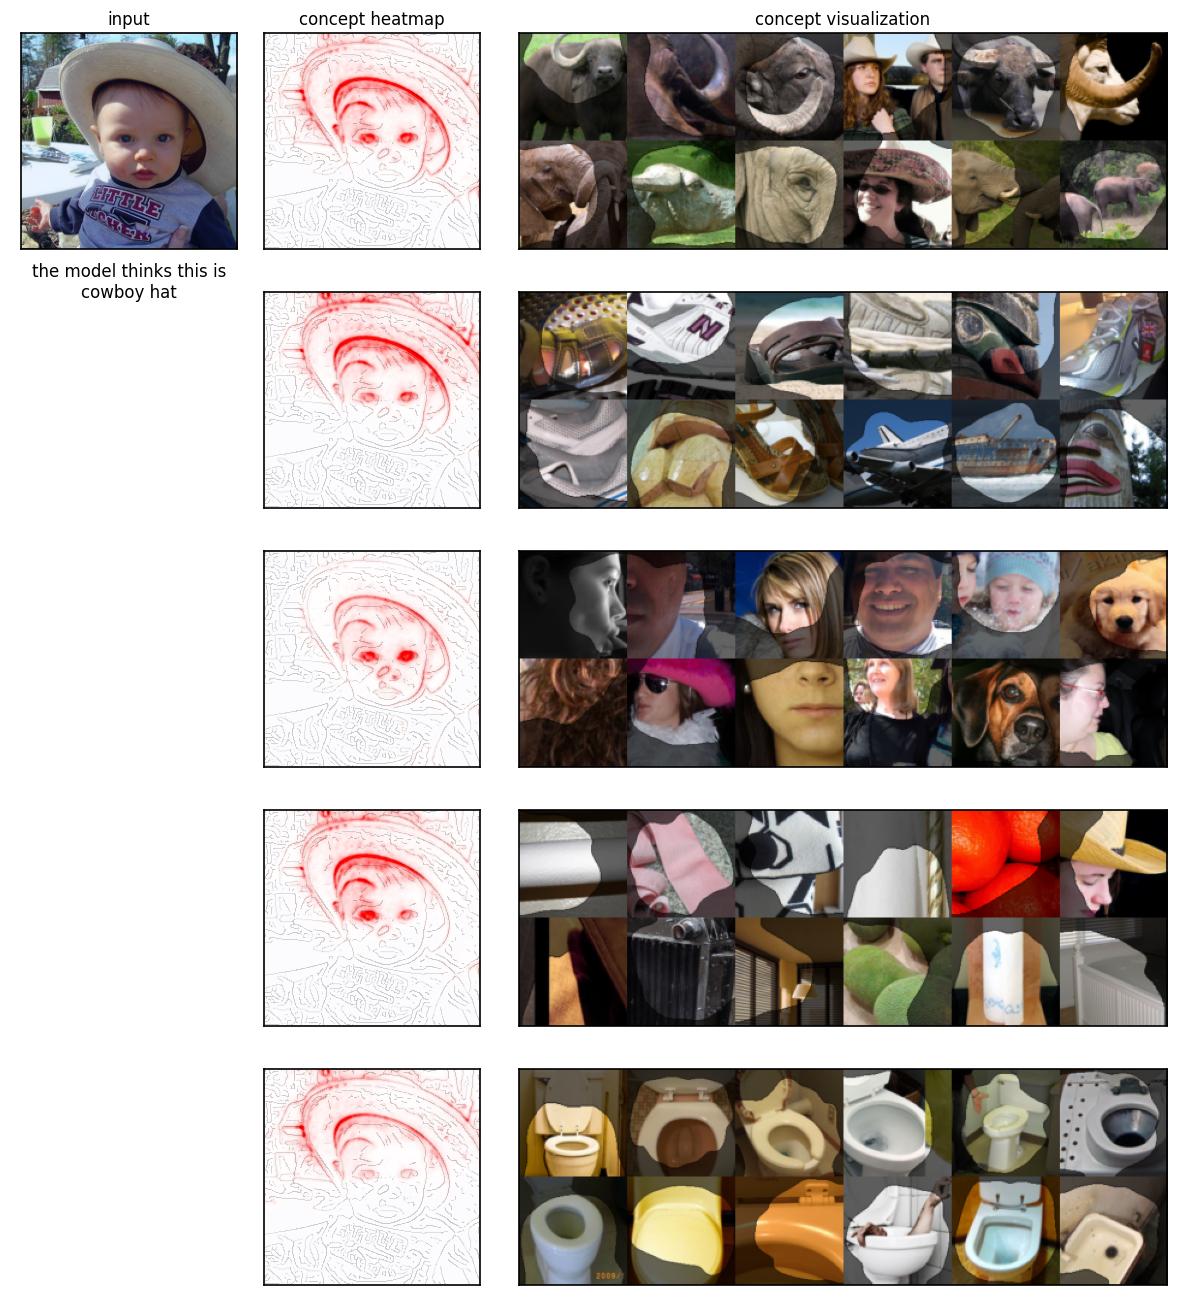 input
concept heatmap
concept visualization
LITTLE
the model thinks this is
cowboy hat
N
2009/